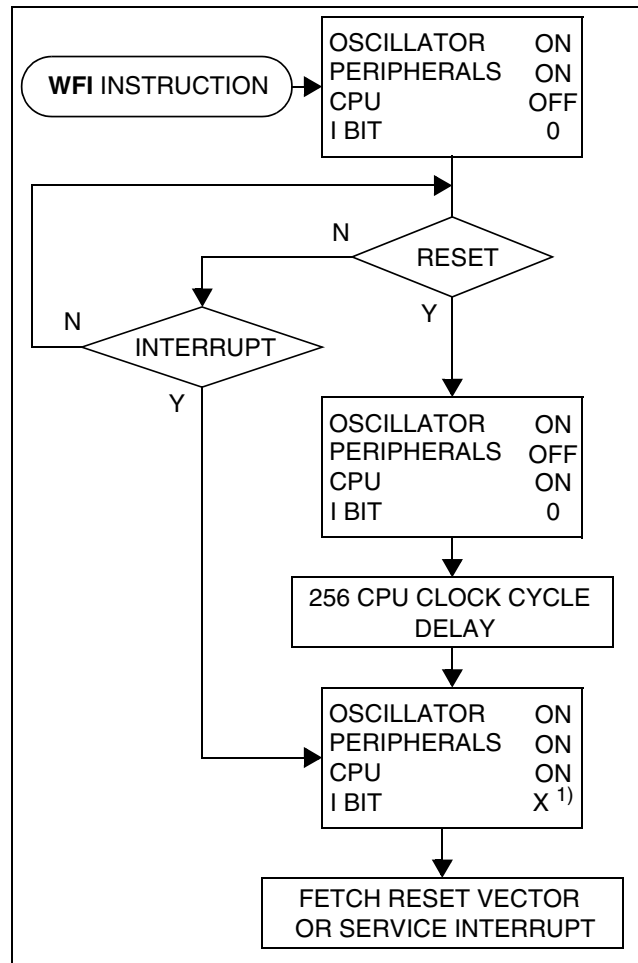 WFI INSTRUCTION
OSCILLATOR ON
PERIPHERALS ON
CPU OFF
I BIT 0
N
RESET
Y
N
INTERRUPT
Y
OSCILLATOR ON
PERIPHERALS OFF
CPU ON
I BIT 0
256 CPU CLOCK CYCLE
DELAY
OSCILLATOR ON
PERIPHERALS ON
CPU ON
I BIT X 1)
FETCH RESET VECTOR
OR SERVICE INTERRUPT